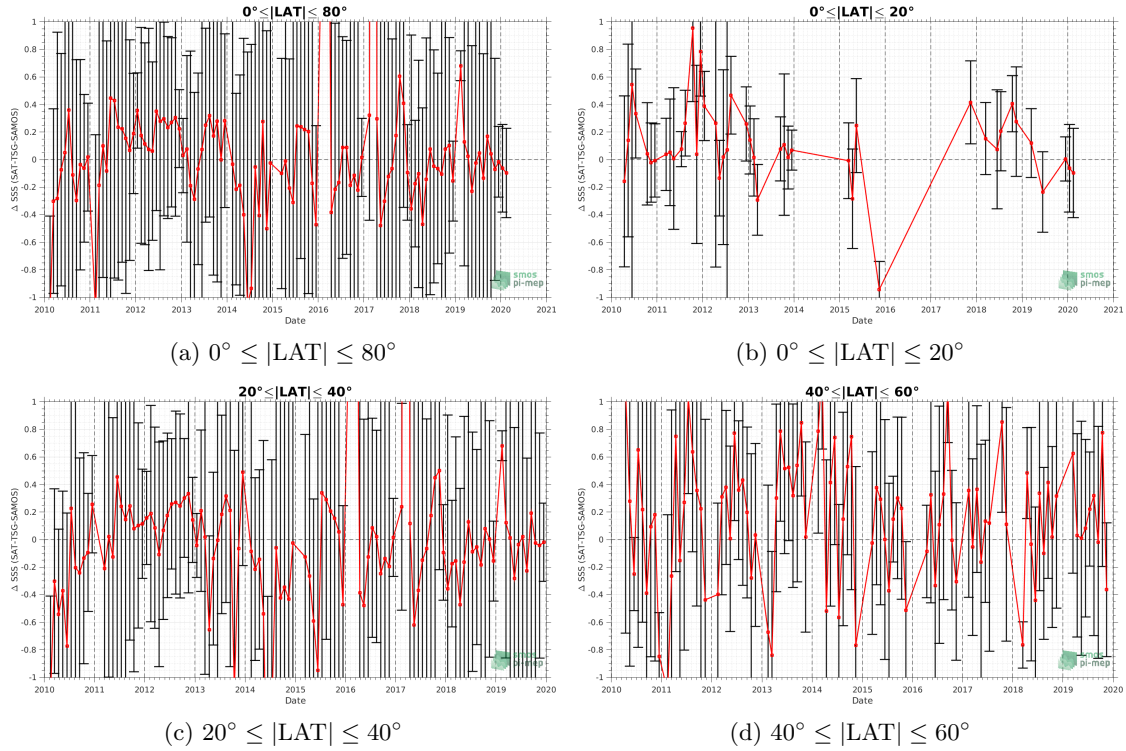 0°≤|LAT|≤ 80°
Δ SSS (SAT-TSG-SAMOS)
1
0.8
0.6
0.4
0.2
0
-0.2
-0.4
-0.6
-0.8
-1
2010 2011 2012 2013 2014 2015 2016 2017 2018 2019 2020 2021
Date
smos
pi-mep
(a) 0° ≤ |LAT| ≤ 80°
0°≤|LAT|≤ 20°
Δ SSS (SAT-TSG-SAMOS)
1
0.8
0.6
0.4
0.2
0
-0.2
-0.4
-0.6
-0.8
-1
2010 2011 2012 2013 2014 2015 2016 2017 2018 2019 2020 2021
Date
smos
pi-mep
(b) 0° ≤ |LAT| ≤ 20°
20°≤|LAT|≤ 40°
Δ SSS (SAT-TSG-SAMOS)
1
0.8
0.6
0.4
0.2
0
-0.2
-0.4
-0.6
-0.8
-1
2010 2011 2012 2013 2014 2015 2016 2017 2018 2019 2020
Date
smos
pi-mep
(c) 20° ≤ |LAT| ≤ 40°
40°≤|LAT|≤ 60°
Δ SSS (SAT-TSG-SAMOS)
1
0.8
0.6
0.4
0.2
0
-0.2
-0.4
-0.6
-0.8
-1
2010 2011 2012 2013 2014 2015 2016 2017 2018 2019 2020
Date
smos
pi-mep
(d) 40° ≤ |LAT| ≤ 60°